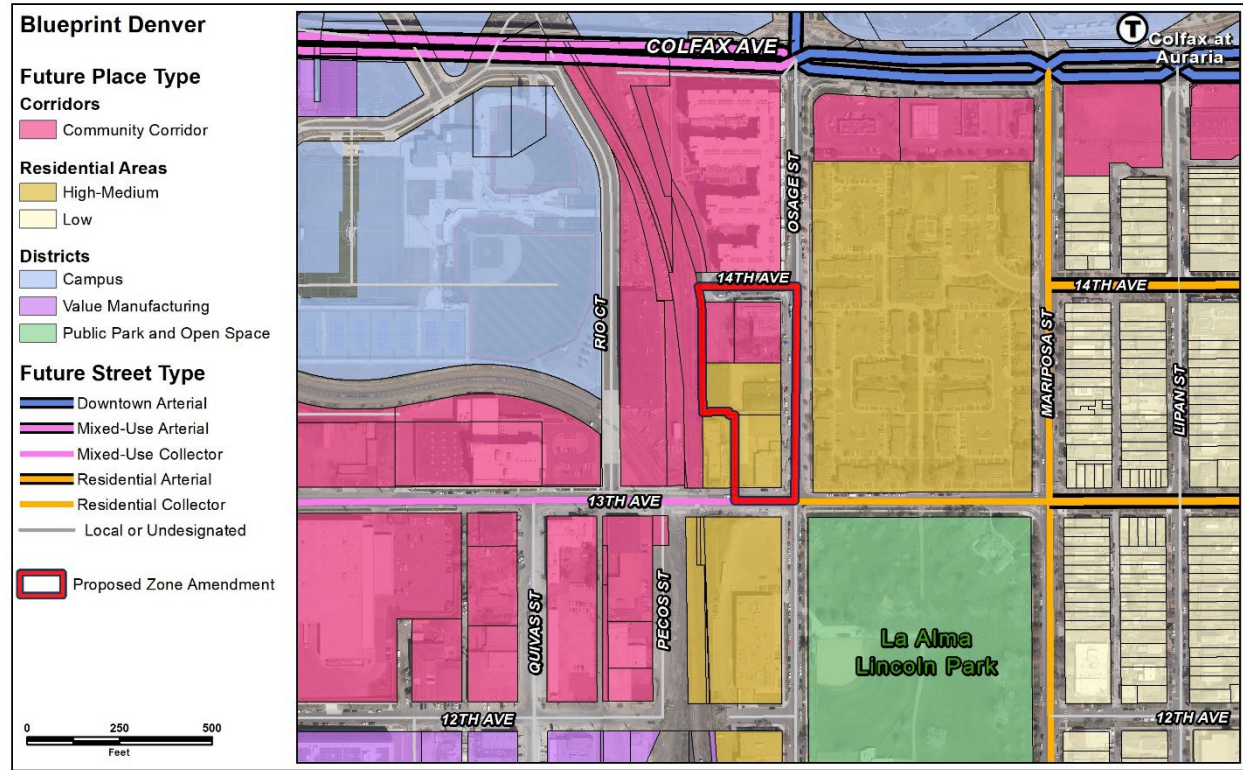 Blueprint Denver
Future Place Type
Corridors
Community Corridor
Residential Areas
High-Medium
Low
Districts
Campus
Value Manufacturing
Public Park and Open Space
Future Street Type
Downtown Arterial
Mixed-Use Arterial
Mixed-Use Collector
Residential Arterial
Residential Collector
Local or Undesignated
Proposed Zone Amendment
0 250 500
Feet
COLFAX AVE
T
Colfax at
Auraria
OSAGE ST
14TH AVE
14TH AVE
RIO CT
MARIPOSA ST
LIPAN ST
13TH AVE
QUIVAS ST
PECOS ST
La Alma
Lincoln Park
12TH AVE
12TH AVE